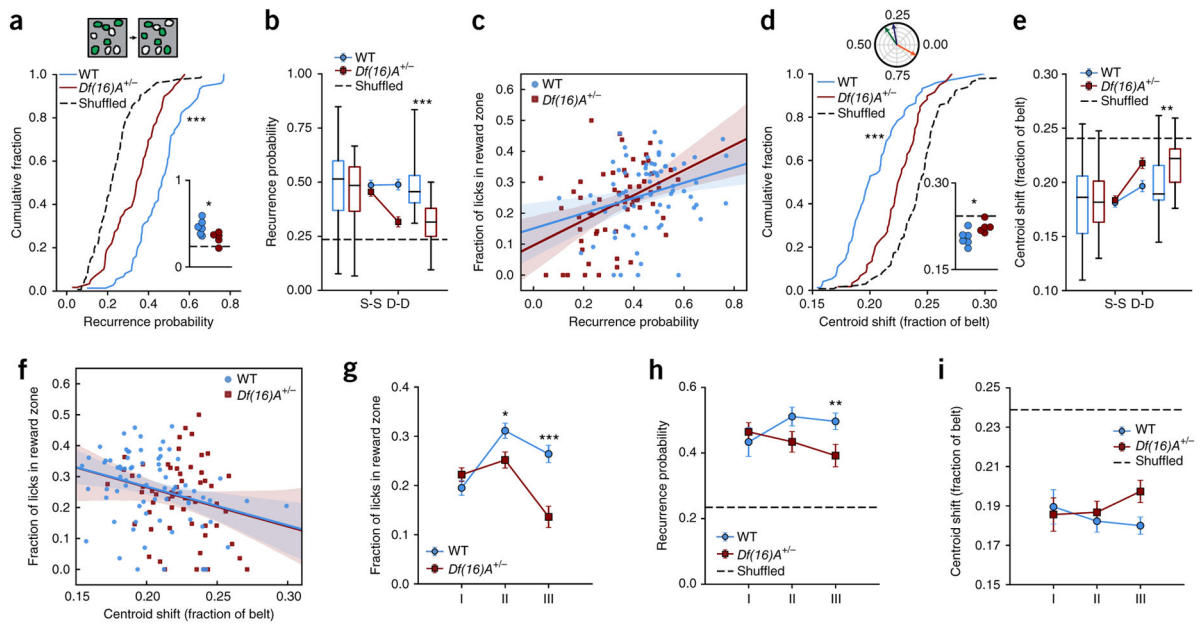 a
WT
Df(16)A+/–
Shuffled
1.0
0.8
0.6
0.4
0.2
0.0
Cumulative fraction
***
1
*
0
0.0 0.2 0.4 0.6 0.8
Recurrence probability
b
WT
Df(16)A+/–
Shuffled
1.00
0.75
0.50
0.25
0.00
Recurrence probability
***
S-S D-D
c
WT
Df(16)A+/–
0.6
0.5
0.4
0.3
0.2
0.1
0.0
Fraction of licks in reward zone
0.0 0.2 0.4 0.6 0.8
Recurrence probability
d
0.25
0.50
0.00
0.75
WT
Df(16)A+/–
Shuffled
1.0
0.8
0.6
0.4
0.2
0.0
Cumulative fraction
***
0.30
*
0.15
0.15 0.20 0.25 0.30
Centroid shift (fraction of belt)
e
WT
Df(16)A+/–
Shuffled
0.30
0.25
0.20
0.15
0.10
Centroid shift (fraction of belt)
**
S-S D-D
f
WT
Df(16)A+/–
0.6
0.5
0.4
0.3
0.2
0.1
0.0
Fraction of licks in reward zone
0.15 0.20 0.25 0.30
Centroid shift (fraction of belt)
g
0.4
0.3
0.2
0.1
0.0
Fraction of licks in reward zone
*
***
WT
Df(16)A+/–
I II III
h
0.6
0.4
0.2
0.0
Recurrence probability
**
WT
Df(16)A+/–
Shuffled
I II III
i
0.25
0.23
0.21
0.19
0.17
0.15
Centroid shift (fraction of belt)
WT
Df(16)A+/–
Shuffled
I II III